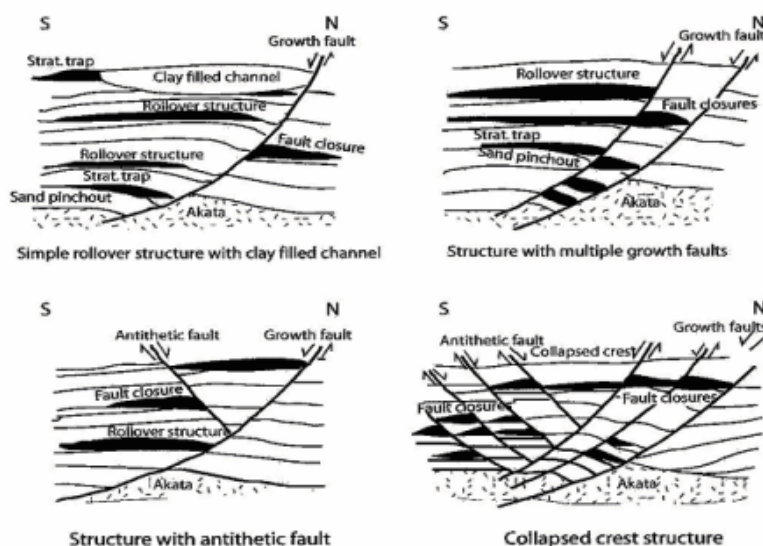 S N
Growth fault
Strat. trap
Clay filled channel
Rollover structure
Fault closure
Rollover structure
Strat. trap
Sand pinchout
Akata
Simple rollover structure with clay filled channel
S N
Growth fault
Rollover structure
Fault closures
Strat. trap
Sand pinchout
Akata
Structure with multiple growth faults
S N
Antithetic fault Growth fault
Fault closure
Rollover structure
Akata
Structure with antithetic fault
S N
Growth faults
Antithetic fault
Collapsed crest
Fault closures
Fault closures
Akata
Collapsed crest structure